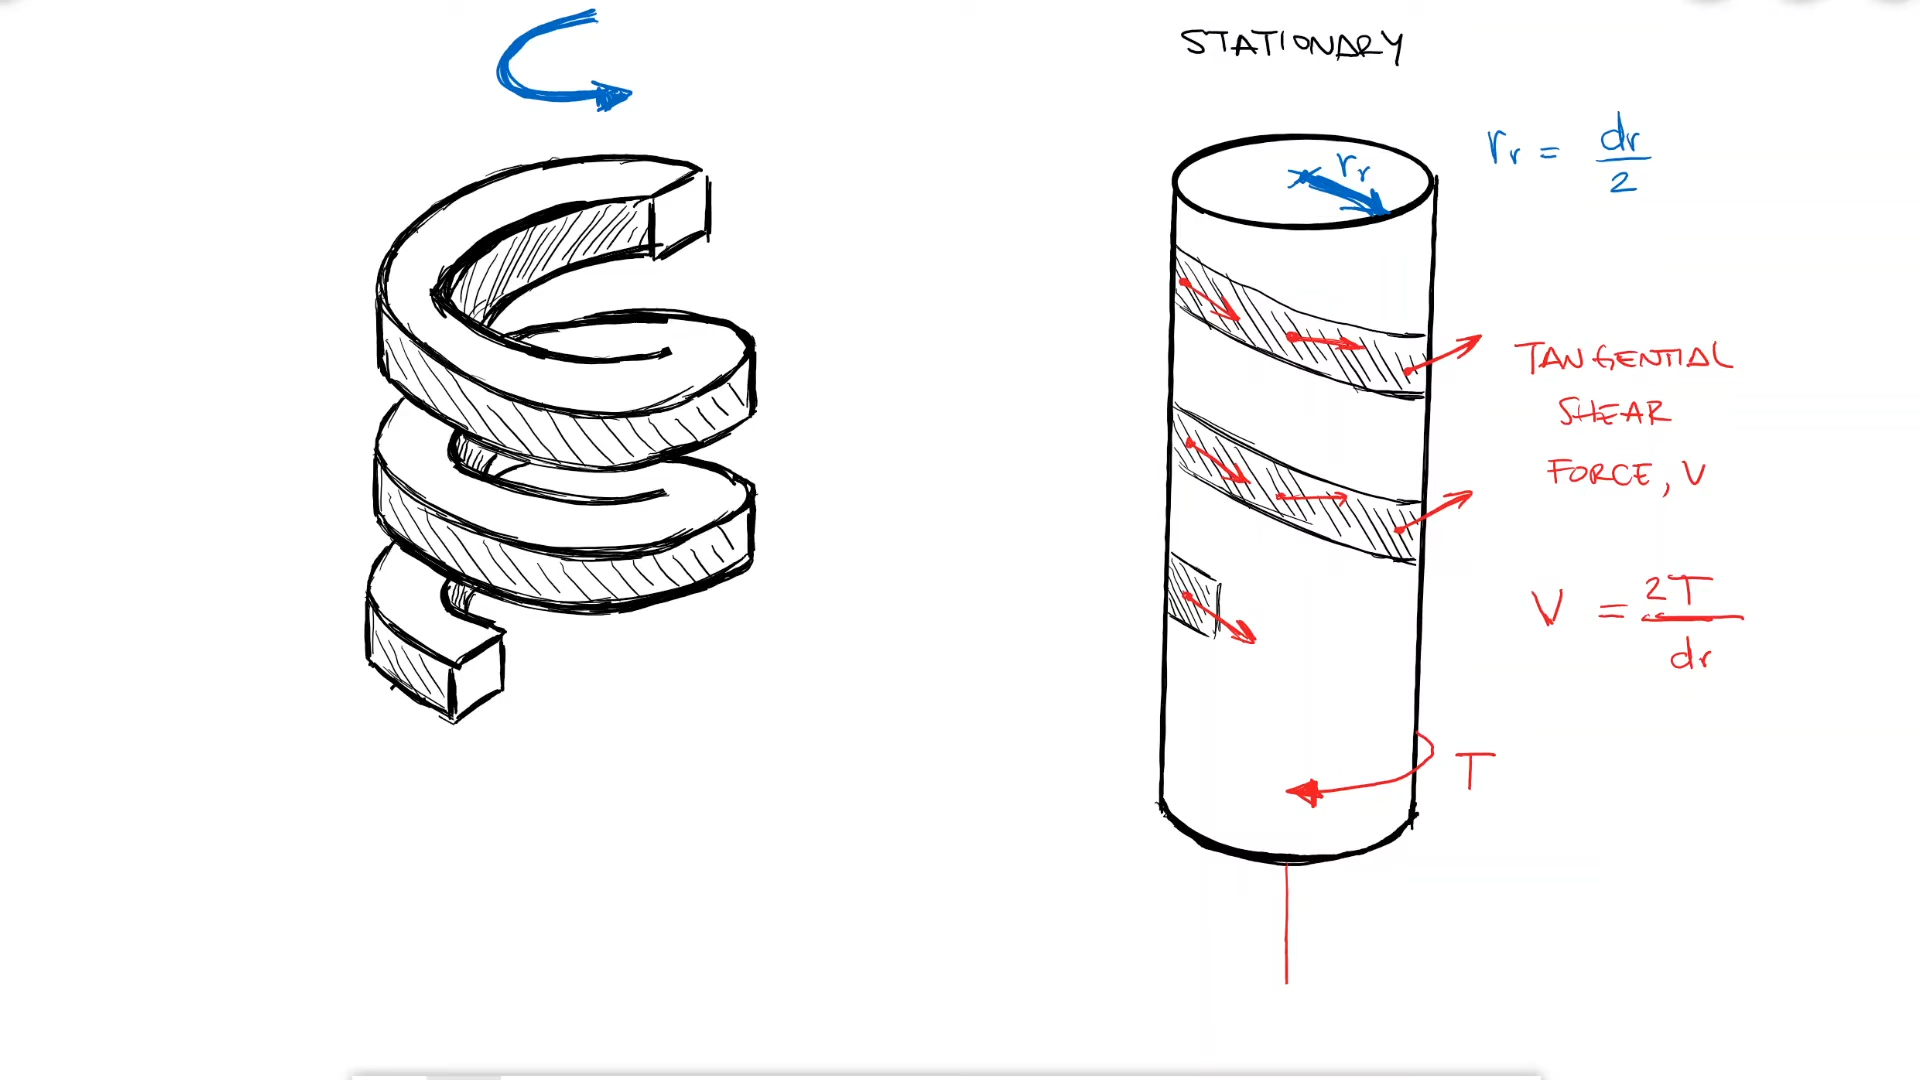 STATIONARY
rr = dr/2
rr
TANGENTIAL
SHEAR
FORCE, V
V = 2T/dr
T